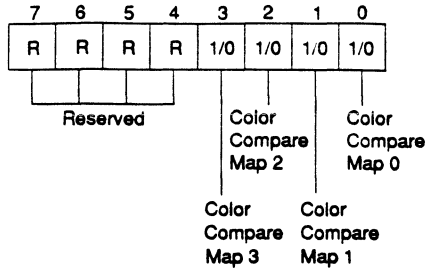 7 6 5 4 3 2 1 0
R R R R 1/0 1/0 1/0 1/0
Reserved
Color
Compare
Map 2
Color
Compare
Map 0
Color
Compare
Map 3
Color
Compare
Map 1